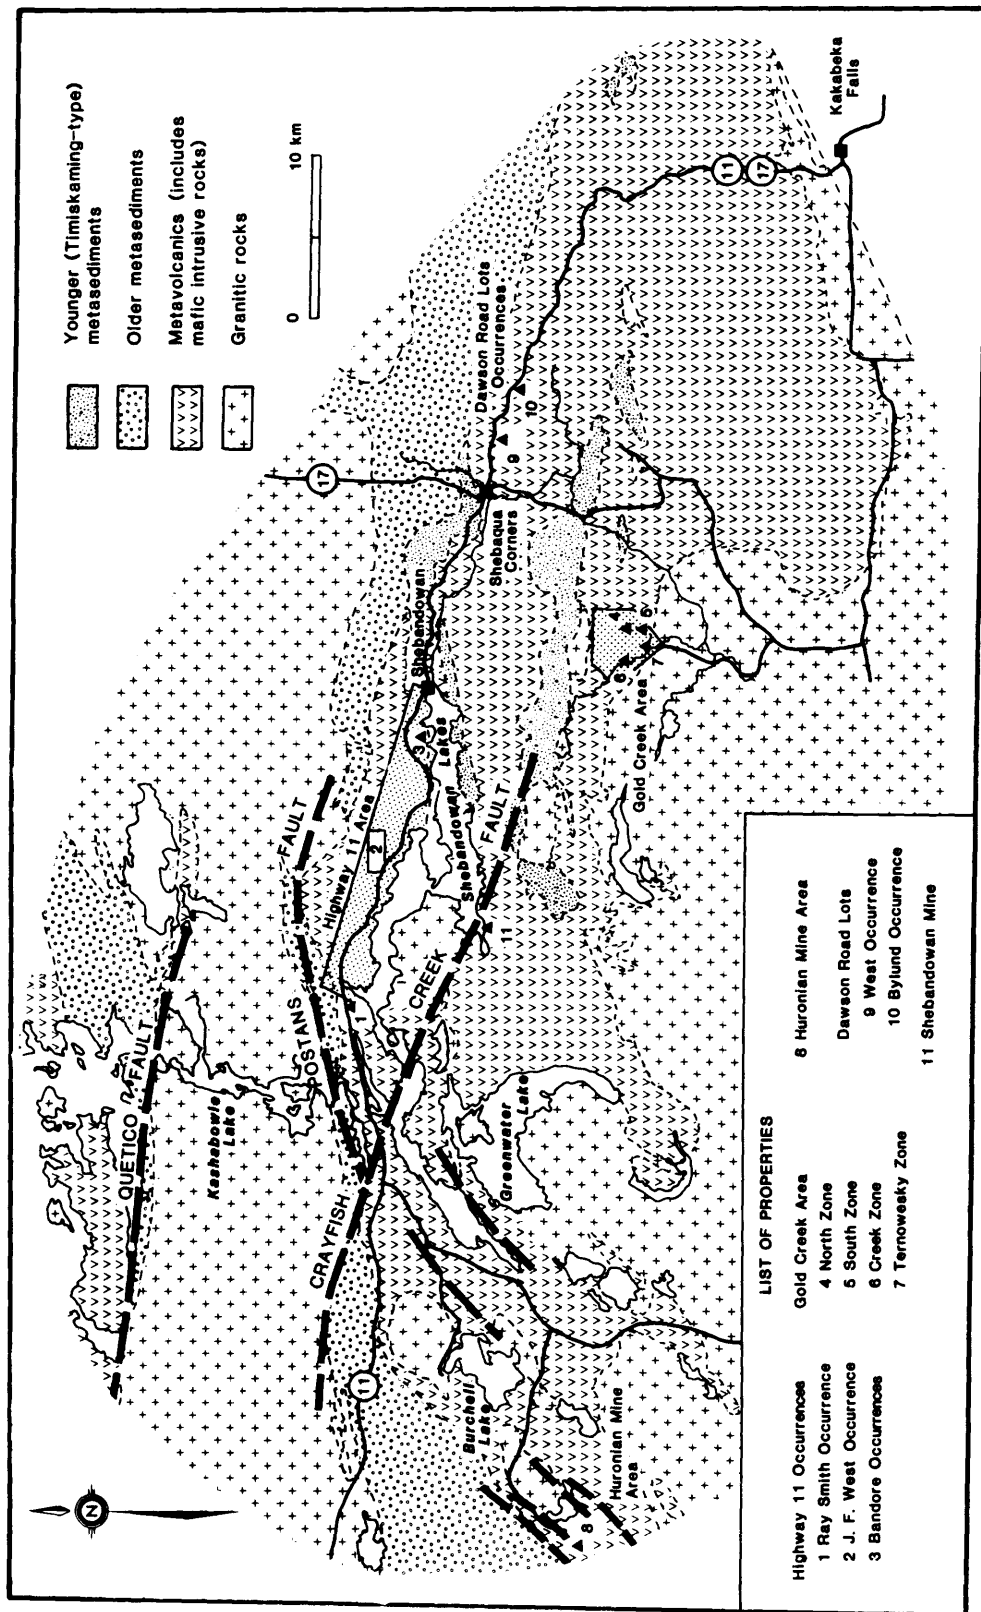 N
Younger (Timiskaming-type)
metasediments
Older metasediments
Metavolcanics (includes
mafic intrusive rocks)
Granitic rocks
0
10 km
QUETICO
FAULT
Kashabowie
Lake
POSTANS
FAULT
CRAYFISH
CREEK
FAULT
Highway 11 Area
1
2
3
Shebandowan
Shebandowan
Lakes
17
Shebaqua
Corners
Dawson Road Lots
Occurrences
9
10
11
17
Kakabeka
Falls
11
Burchell
Lake
Greenwater
Lake
11
Huronian Mine
Area
8
Gold Creek Area
6
7
5
LIST OF PROPERTIES
Highway 11 Occurrences
1 Ray Smith Occurrence
2 J. F. West Occurrence
3 Bandore Occurrences
Gold Creek Area
4 North Zone
5 South Zone
6 Creek Zone
7 Ternowesky Zone
8 Huronian Mine Area
Dawson Road Lots
9 West Occurrence
10 Bylund Occurrence
11 Shebandowan Mine